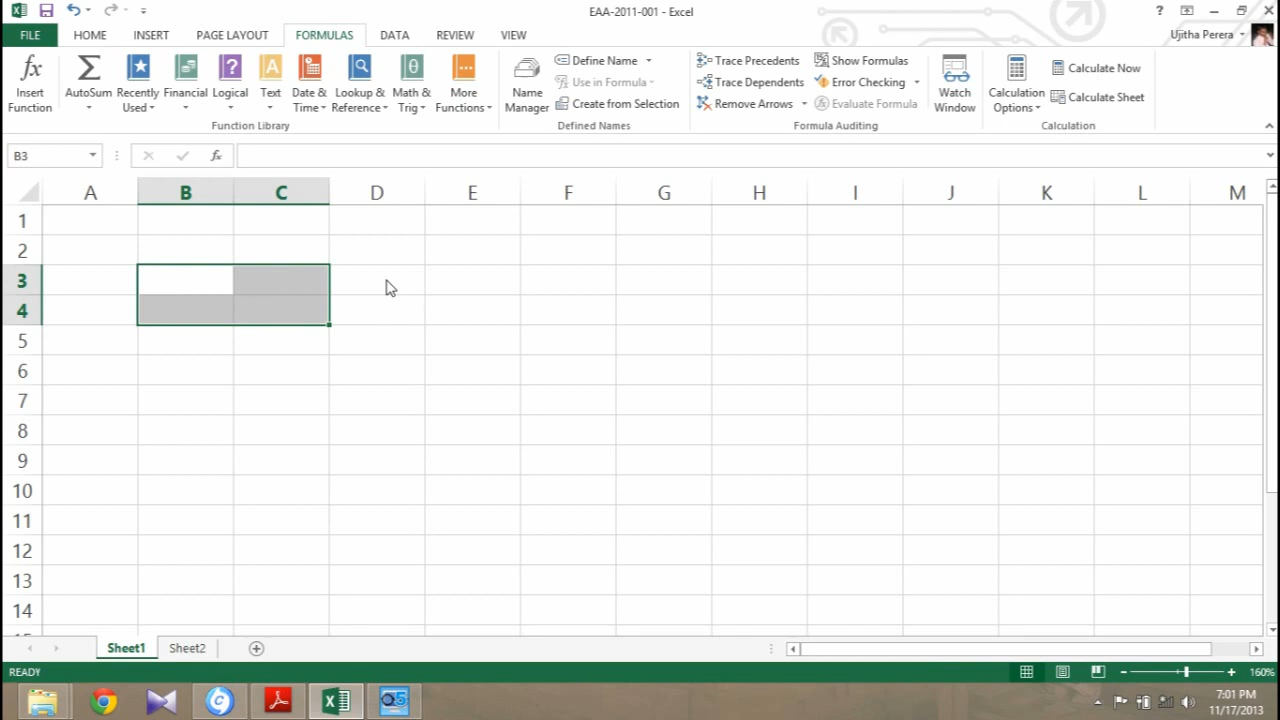 EAA-2011-001 - Excel
?
FILE HOME INSERT PAGE LAYOUT FORMULAS DATA REVIEW VIEW Ujitha Perera
fx Insert Function
Σ AutoSum
Recently Used
Financial
Logical
A Text
Date & Time
Lookup & Reference
θ Math & Trig
More Functions
Function Library
Name Manager
Define Name
Use in Formula
Create from Selection
Defined Names
Trace Precedents
Trace Dependents
Remove Arrows
Show Formulas
Error Checking
Evaluate Formula
Formula Auditing
Watch Window
Calculation Options
Calculate Now
Calculate Sheet
Calculation
B3 fx
A B C D E F G H I J K L M
1
2
3
4
5
6
7
8
9
10
11
12
13
14
Sheet1 Sheet2
READY 160%
7:01 PM
11/17/2013